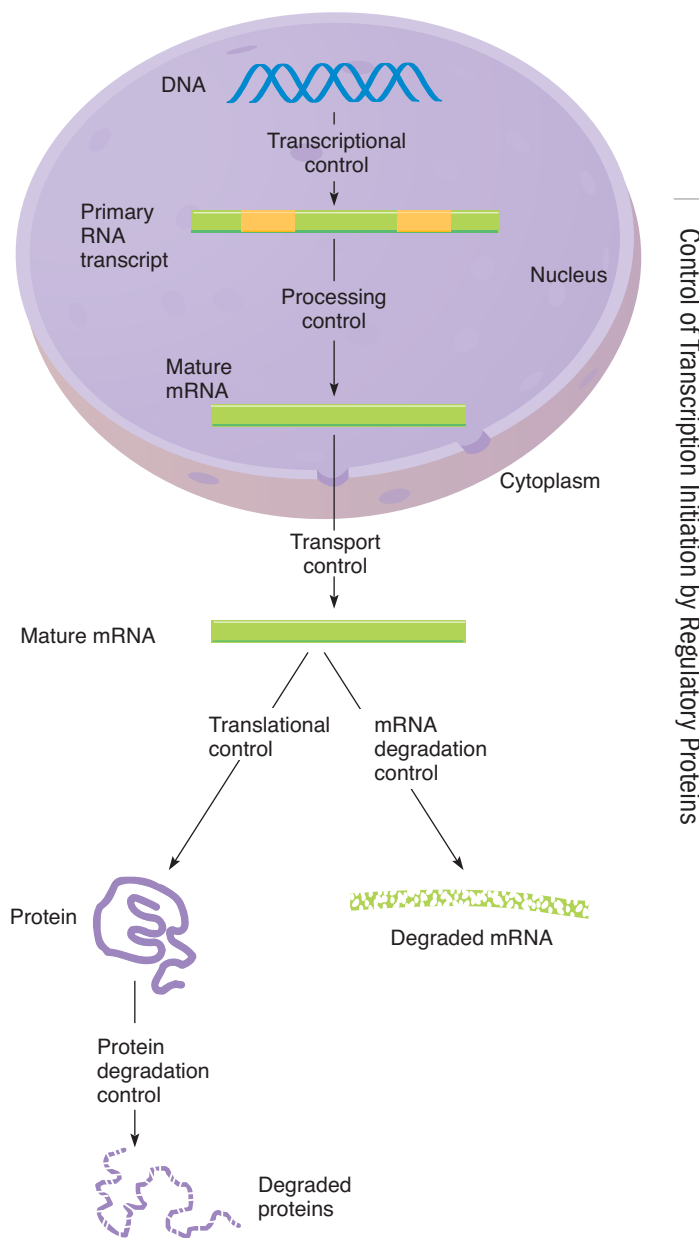 DNA
Transcriptional
control
Primary
RNA
transcript
Nucleus
Processing
control
Mature
mRNA
Cytoplasm
Transport
control
Mature mRNA
Translational
control
mRNA
degradation
control
Protein
Degraded mRNA
Protein
degradation
control
Degraded
proteins
Control of Transcription Initiation by Regulatory Proteins